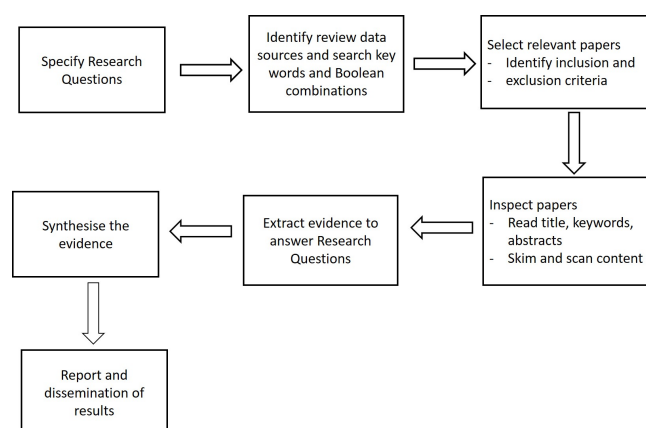 Specify Research
Questions
Identify review data
sources and search key
words and Boolean
combinations
Select relevant papers
- Identify inclusion and
- exclusion criteria
Inspect papers
- Read title, keywords,
abstracts
- Skim and scan content
Extract evidence to
answer Research
Questions
Synthesise the
evidence
Report and
dissemination of
results